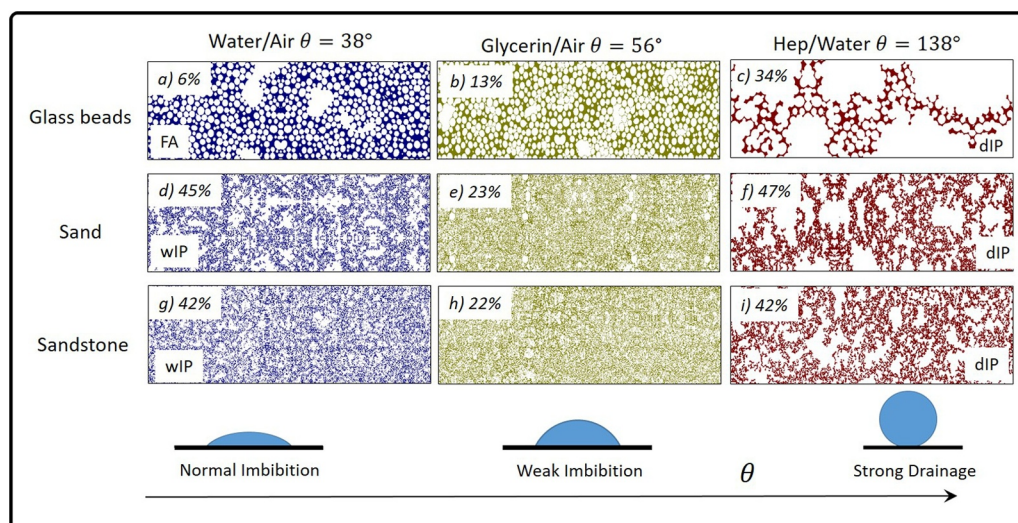 Water/Air θ = 38°
Glycerin/Air θ = 56°
Hep/Water θ = 138°
Glass beads
a) 6%
FA
b) 13%
c) 34%
dIP
Sand
d) 45%
wIP
e) 23%
f) 47%
dIP
Sandstone
g) 42%
wIP
h) 22%
i) 42%
dIP
Normal Imbibition
Weak Imbibition
Strong Drainage
θ